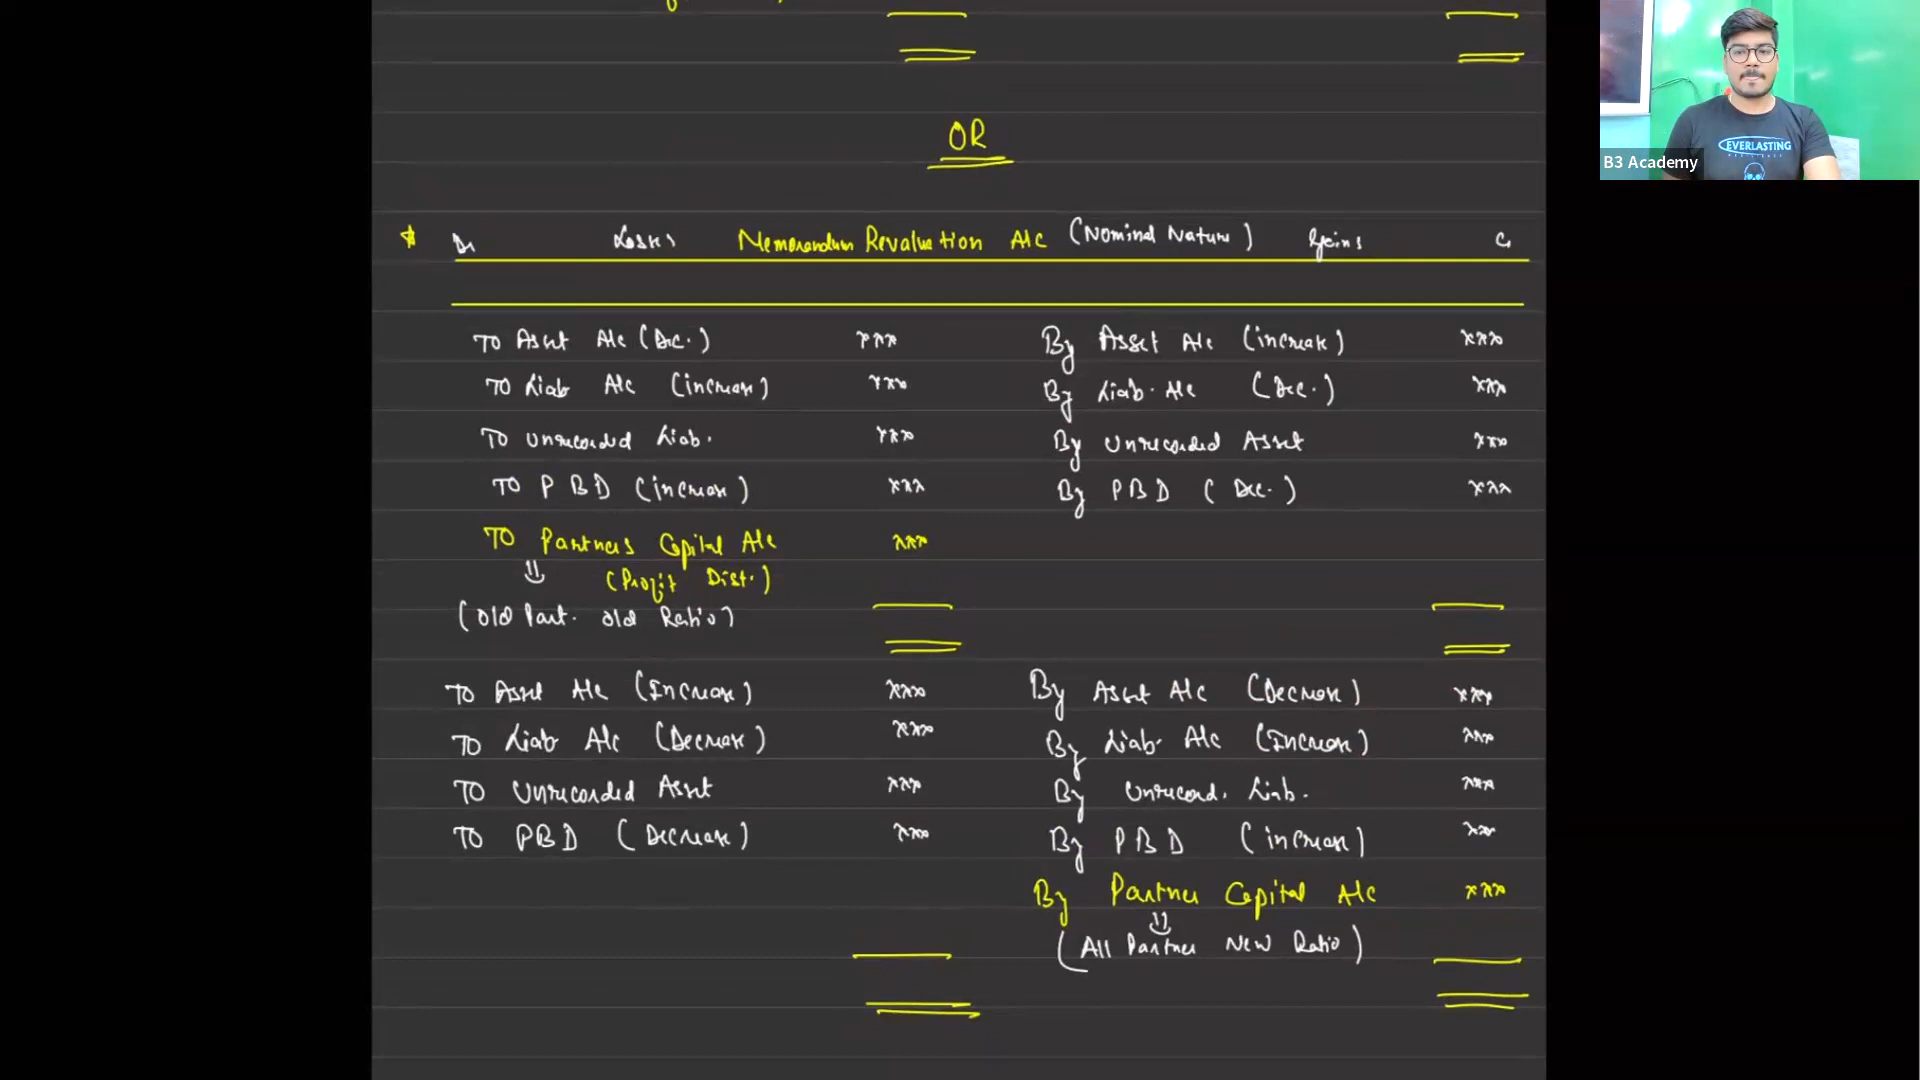 OR
Dr Losses Memorandum Revaluation A/c (Nominal Nature) Gains Cr
To Asset A/c (Dec.) xxx By Asset A/c (increase) xxx
To Liab A/c (increase) xxx By Liab. A/c (Dec.) xxx
To unrecorded Liab. xxx By Unrecorded Asset xxx
To PBD (increase) xxx By PBD (Dec.) xxx
To Partners Capital A/c xxx
(Profit Dist.)
(Old Part. old Ratio)
To Asset A/c (Increase) xxx By Asset A/c (Decrease) xxx
To Liab A/c (Decrease) xxx By Liab. A/c (Increase) xxx
To Unrecorded Asset xxx By Unrecord. Liab. xxx
To PBD (Decrease) xxx By PBD (increase) xxx
By Partner Capital A/c xxx
(All Partner New Ratio)
EVERLASTING
B3 Academy